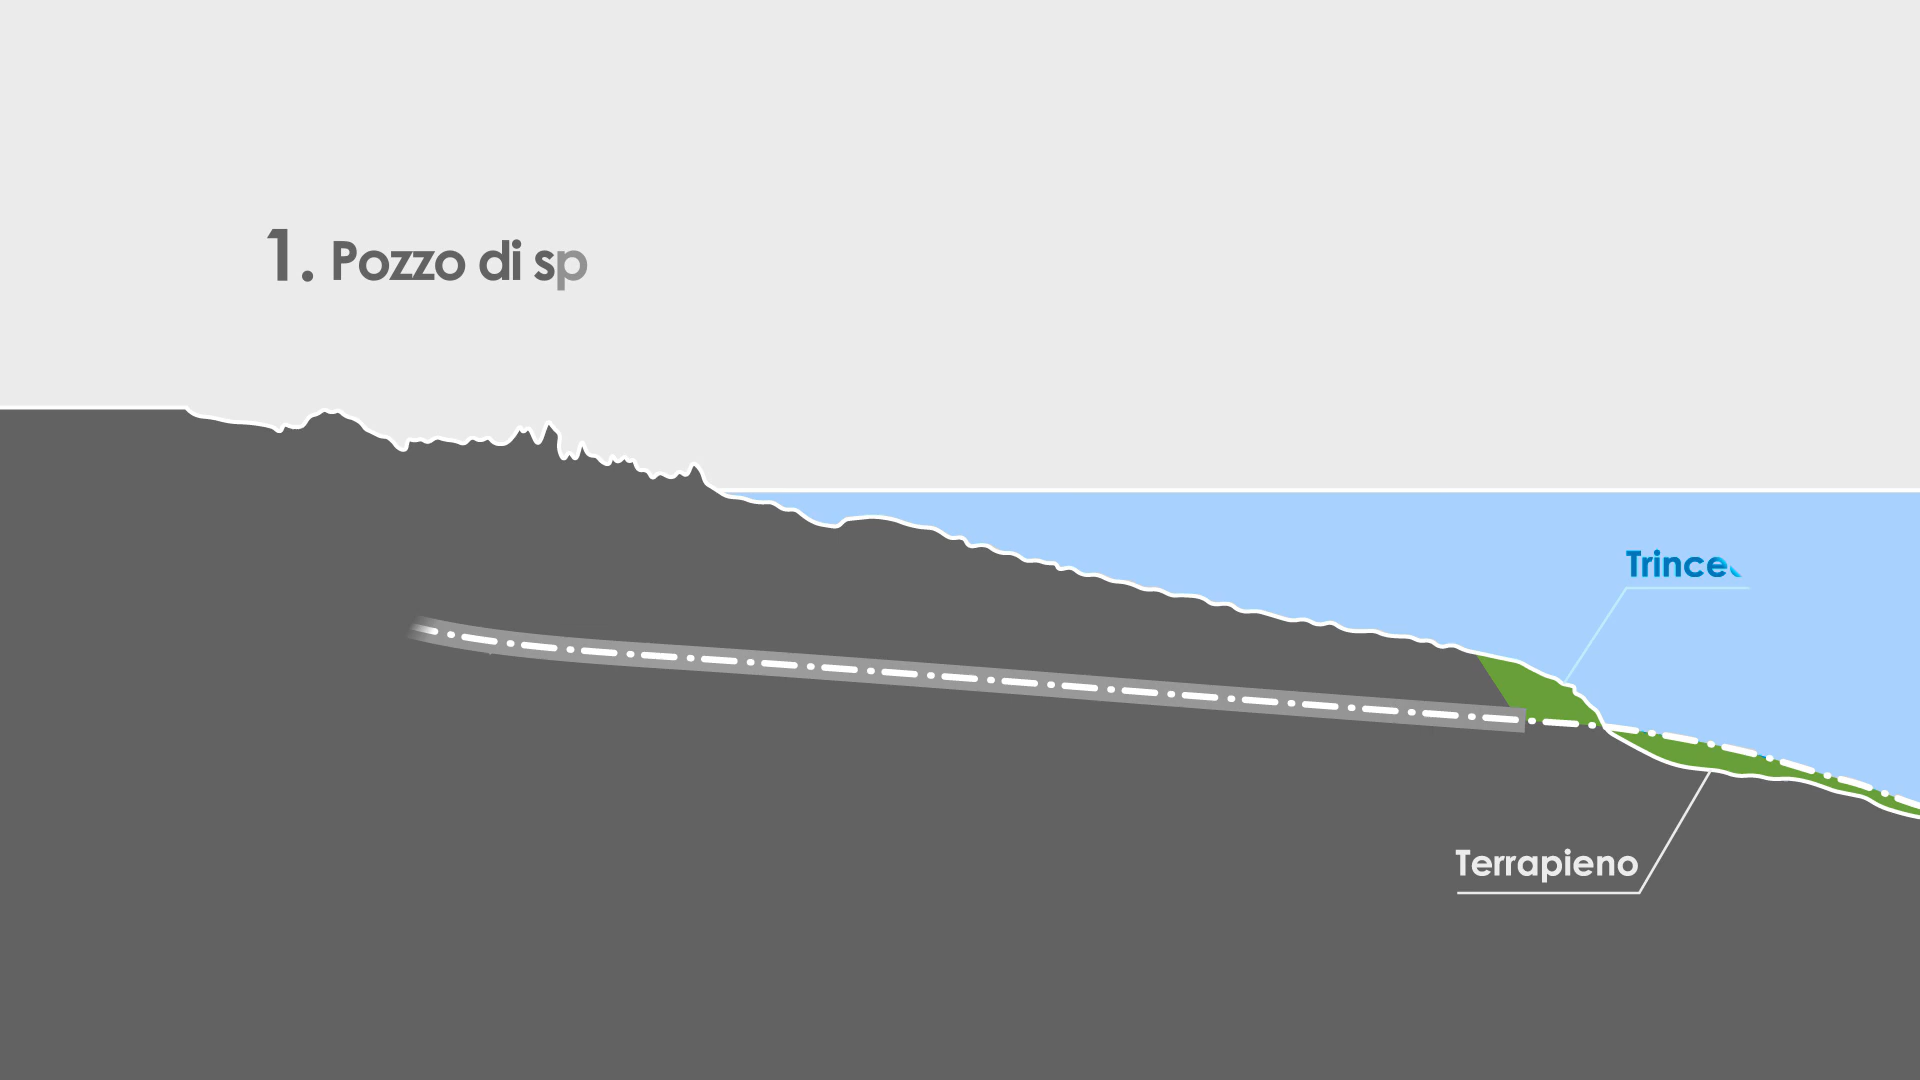 1. Pozzo di sp
Trince
Terrapieno